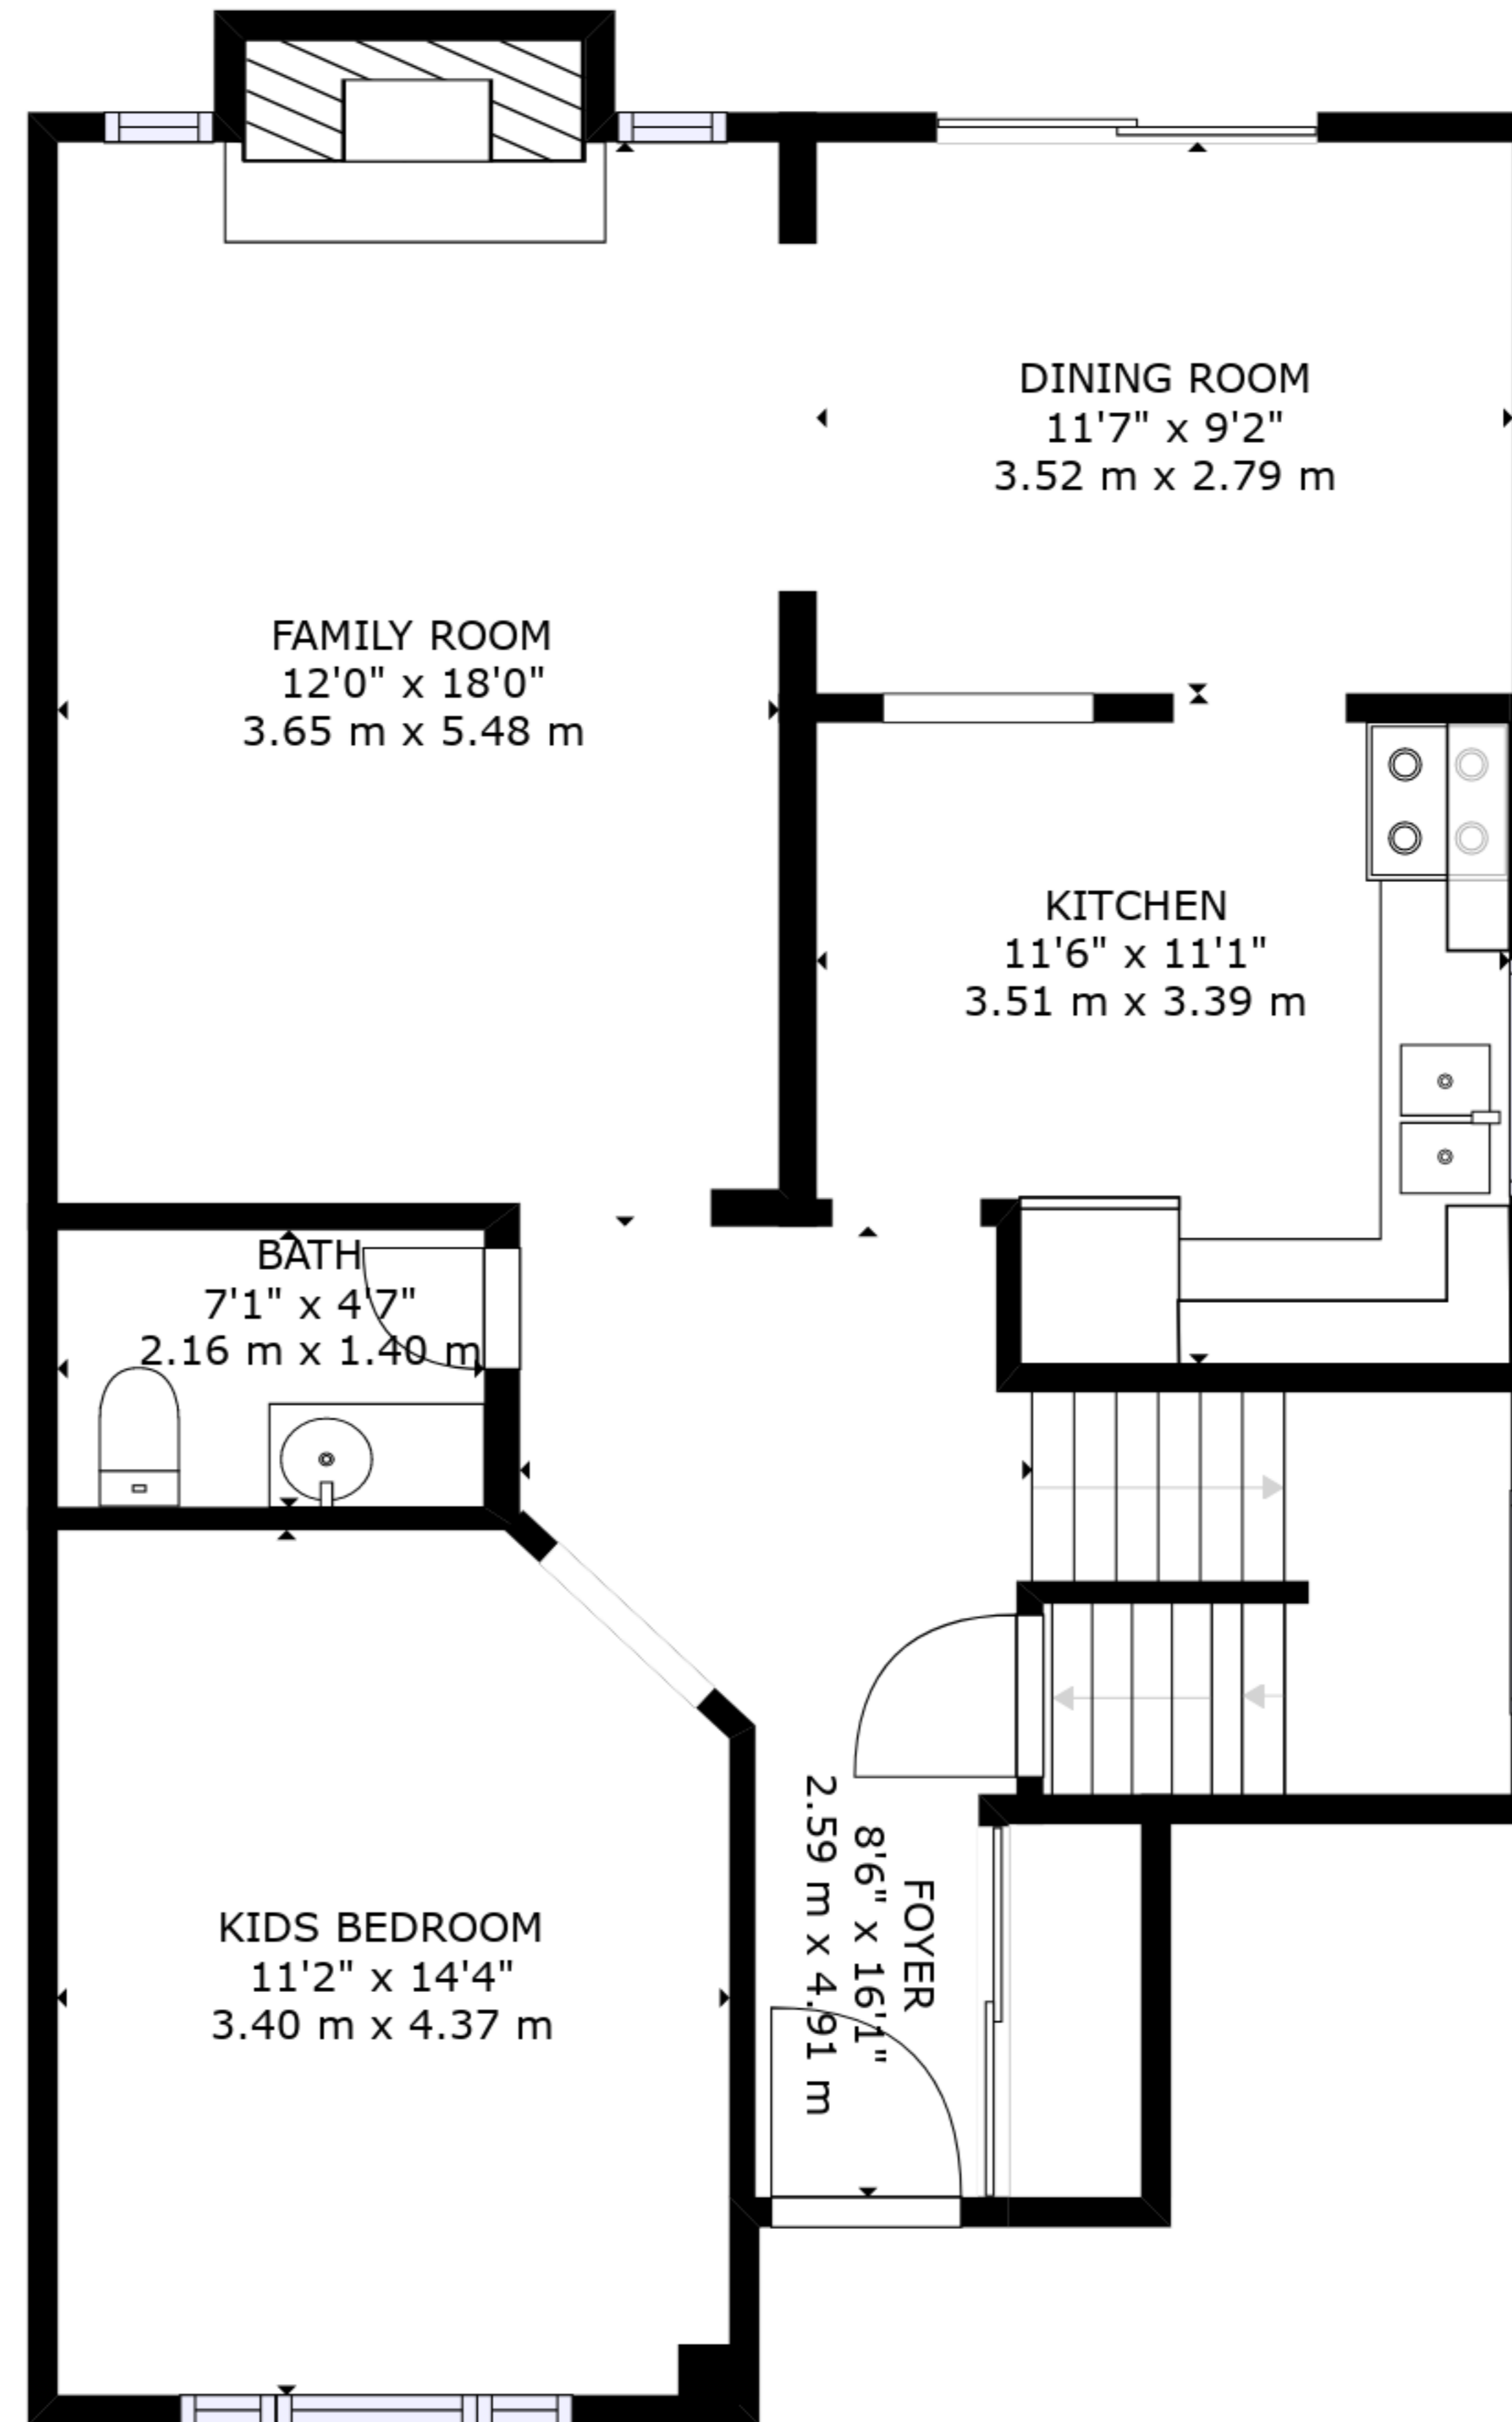 DINING ROOM
11'7" x 9'2"
3.52 m x 2.79 m
FAMILY ROOM
12'0" x 18'0"
3.65 m x 5.48 m
KITCHEN
11'6" x 11'1"
3.51 m x 3.39 m
BATH
7'1" x 4'7"
2.16 m x 1.40 m
FOYER
8'6" x 16'1"
2.59 m x 4.91 m
KIDS BEDROOM
11'2" x 14'4"
3.40 m x 4.37 m